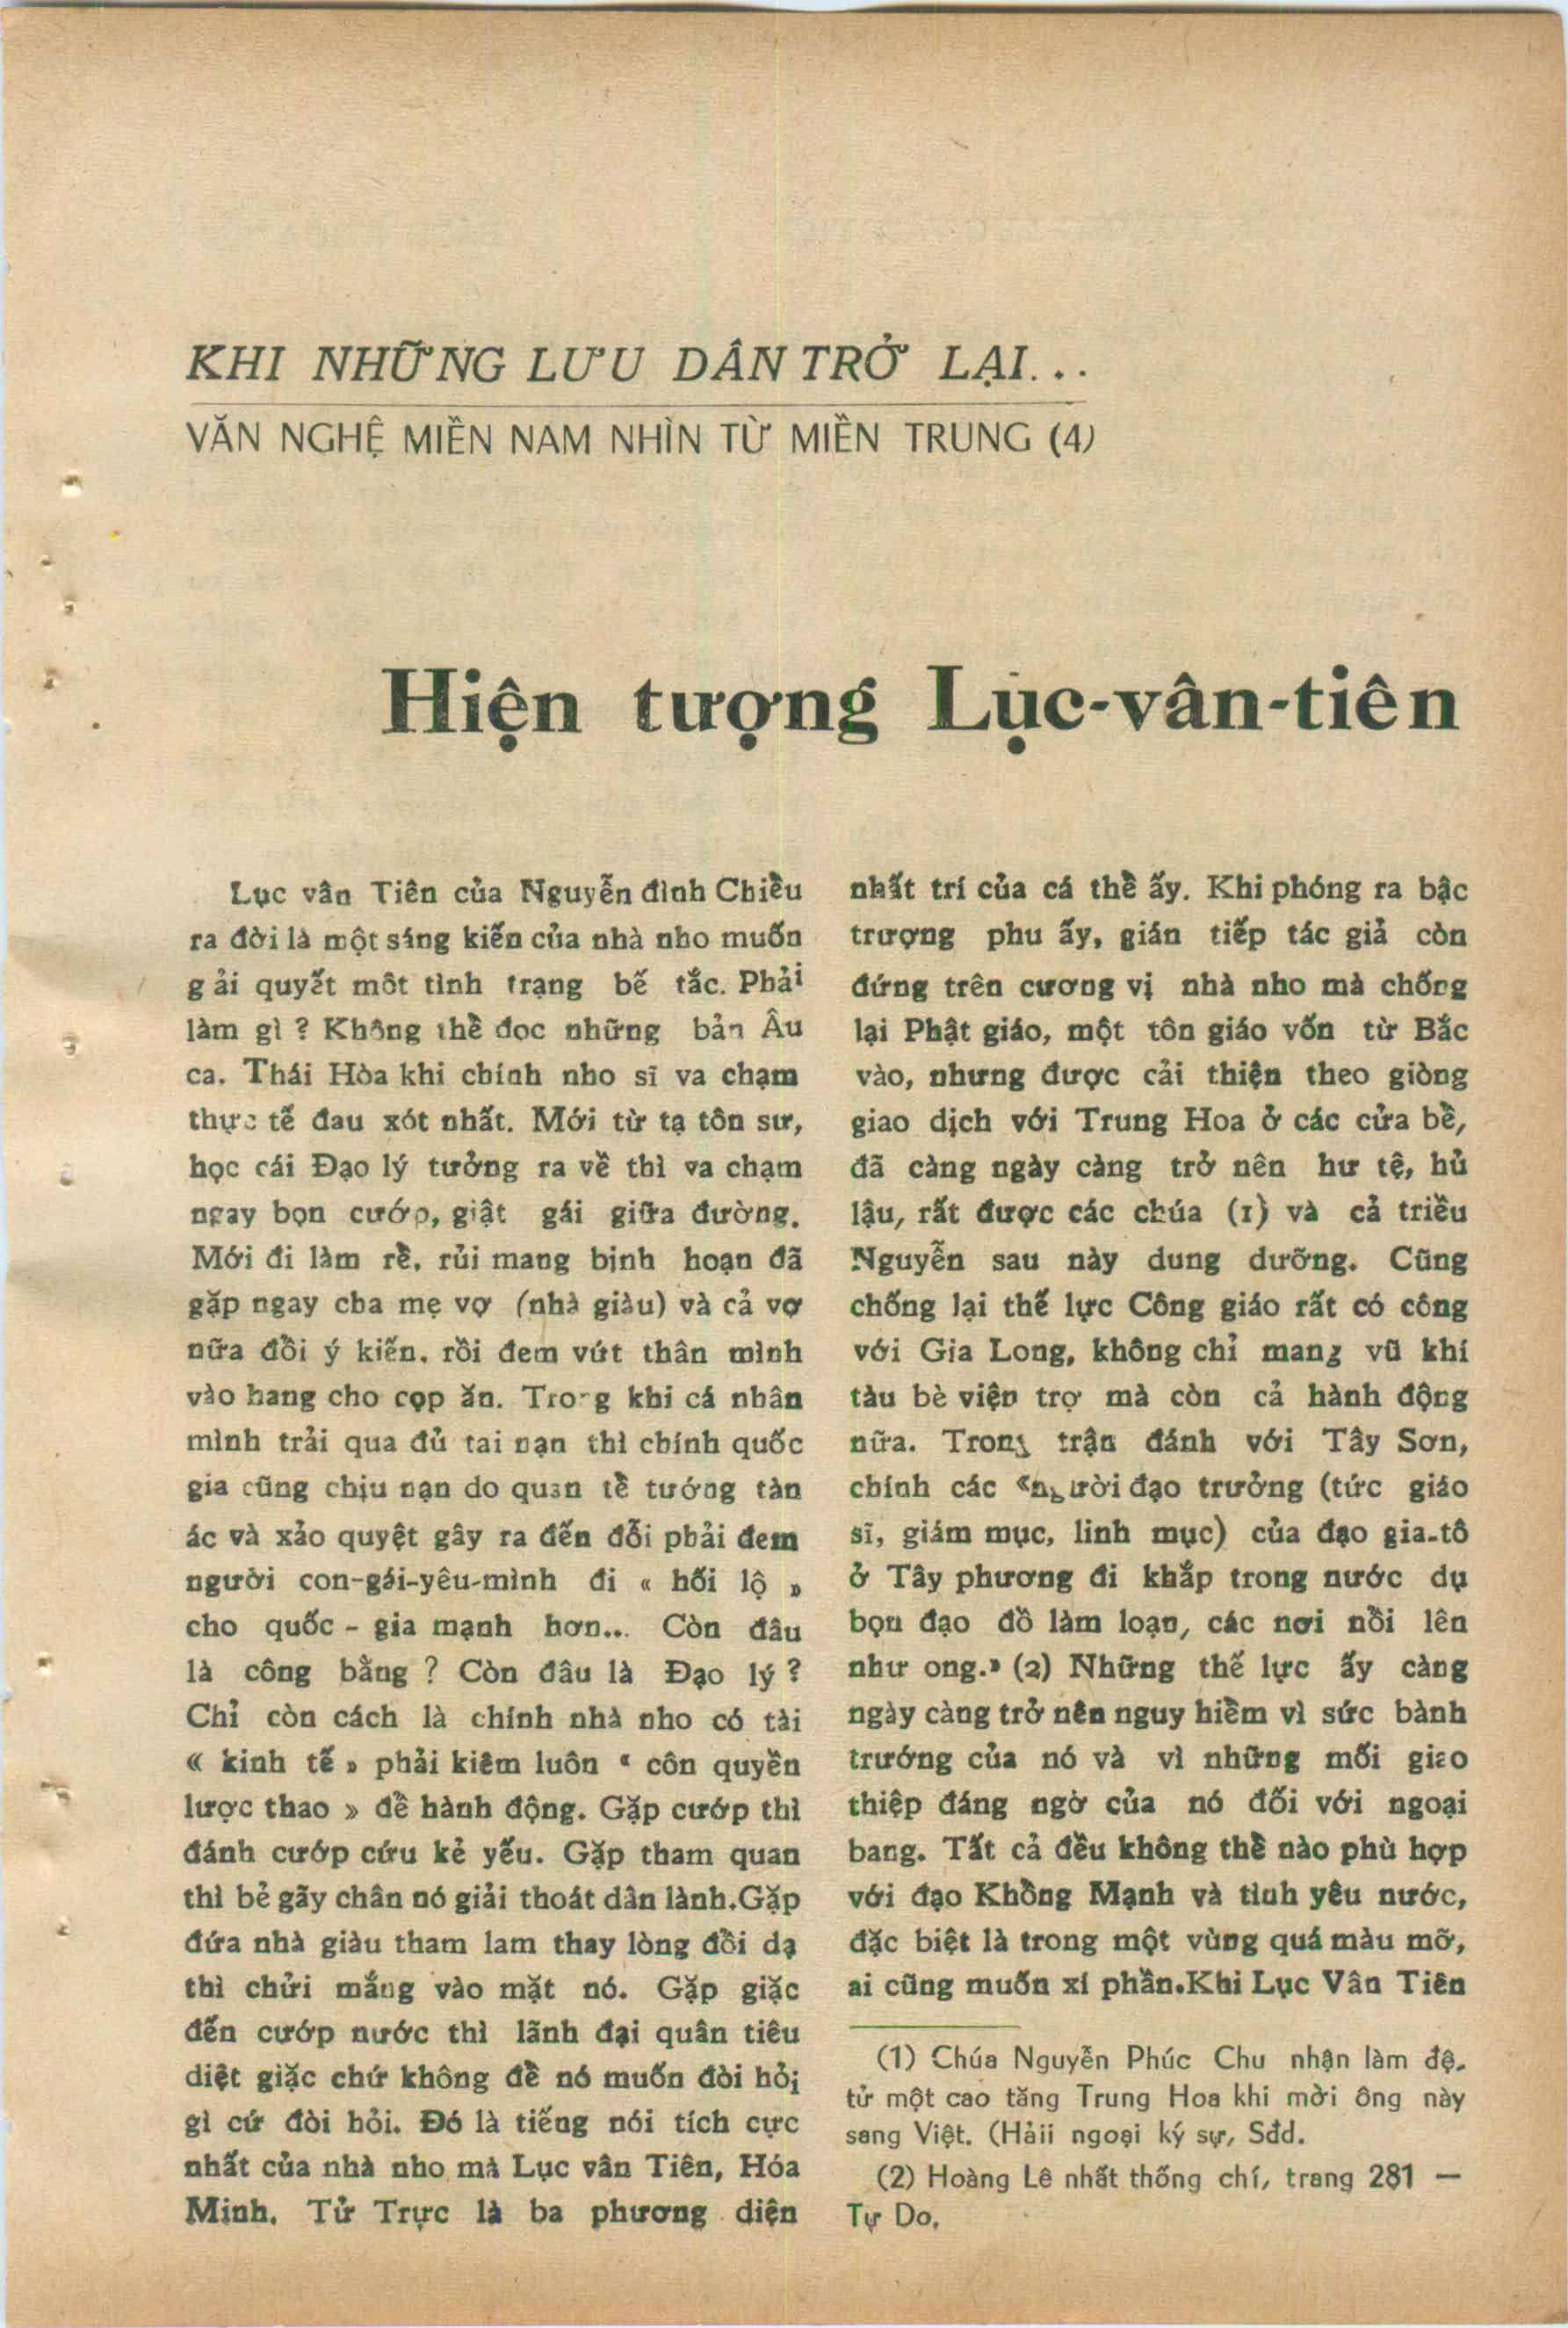 KHI NHỮNG LƯU DÂN TRỞ LẠI...
VĂN NGHỆ MIỀN NAM NHÌN TỪ MIỀN TRUNG (4)
Hiện tượng Lục-vân-tiên
Lục vân Tiên của Nguyễn đình Chiểu
ra đời là một sáng kiến của nhà nho muốn
g ải quyết một tình trạng bế tắc. Phải
làm gì ? Không thể đọc những bản Âu
ca. Thái Hòa khi chính nho sĩ va chạm
thực tế đau xót nhất. Mới từ tạ tôn sư,
học cái Đạo lý tưởng ra về thì va chạm
ngay bọn cướp, giật gái giữa đường.
Mới đi làm rể, rủi mang bịnh hoạn đã
gặp ngay cha mẹ vợ (nhà giàu) và cả vợ
nữa đổi ý kiến. rồi đem vứt thân mình
vào hang cho cọp ăn. Trong khi cá nhân
mình trải qua đủ tai nạn thì chính quốc
gia cũng chịu nạn do quan tề tướng tàn
ác và xảo quyệt gây ra đến đỗi phải đem
người con-gái-yêu-mình đi « hối lộ »
cho quốc - gia mạnh hơn... Còn đâu
là công bằng ? Còn đâu là Đạo lý ?
Chỉ còn cách là chính nhà nho có tài
« kinh tế » phải kiêm luôn « côn quyền
lược thao » để hành động. Gặp cướp thì
đánh cướp cứu kẻ yếu. Gặp tham quan
thì bẻ gãy chân nó giải thoát dân lành.Gặp
đứa nhà giàu tham lam thay lòng đổi dạ
thì chửi mắng vào mặt nó. Gặp giặc
đến cướp nước thì lãnh đại quân tiêu
diệt giặc chứ không để nó muốn đòi hỏi
gì cứ đòi hỏi. Đó là tiếng nói tích cực
nhất của nhà nho mà Lục vân Tiên, Hóa
Minh. Tử Trực là ba phương diện
nhất trí của cá thể ấy. Khi phóng ra bậc
trượng phu ấy, gián tiếp tác giả còn
đứng trên cương vị nhà nho mà chống
lại Phật giáo, một tôn giáo vốn từ Bắc
vào, nhưng được cải thiện theo giòng
giao dịch với Trung Hoa ở các cửa bể,
đã càng ngày càng trở nên hư tệ, hủ
lậu, rất được các chúa (1) và cả triều
Nguyễn sau này dung dưỡng. Cũng
chống lại thế lực Công giáo rất có công
với Gia Long, không chỉ mang vũ khí
tàu bè viện trợ mà còn cả hành động
nữa. Trong trận đánh với Tây Sơn,
chính các «người đạo trưởng (tức giáo
sĩ, giám mục, linh mục) của đạo gia-tô
ở Tây phương đi khắp trong nước dụ
bọn đạo đồ làm loạn, các nơi nổi lên
như ong.» (2) Những thế lực ấy càng
ngày càng trở nên nguy hiểm vì sức bành
trướng của nó và vì những mối giao
thiệp đáng ngờ của nó đối với ngoại
bang. Tất cả đều không thể nào phù hợp
với đạo Khổng Mạnh và tình yêu nước,
đặc biệt là trong một vùng quá màu mỡ,
ai cũng muốn xí phần.Khi Lục Vân Tiên
(1) Chúa Nguyễn Phúc Chu nhận làm đệ-
tử một cao tăng Trung Hoa khi mời ông này
sang Việt. (Hảii ngoại ký sự, Sđd.
(2) Hoàng Lê nhất thống chí, trang 281 —
Tự Do.